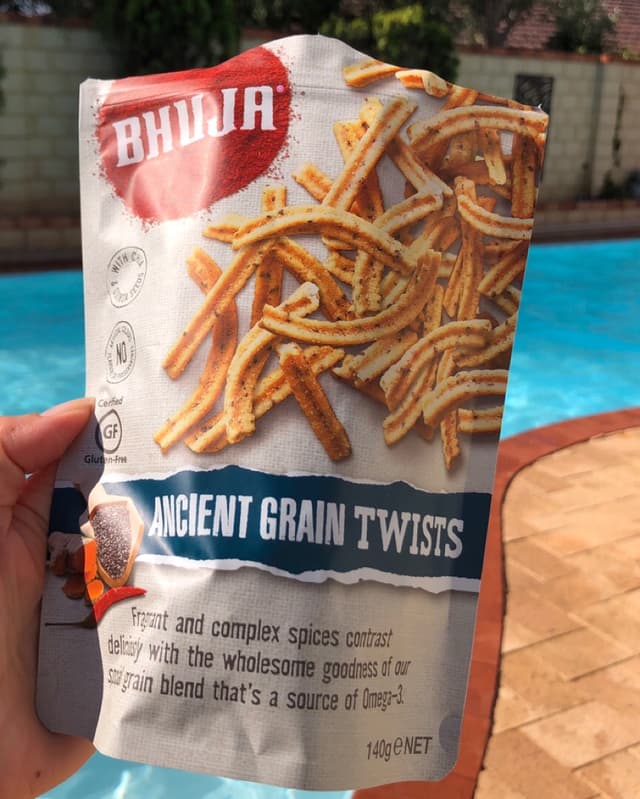 BHUJA
WITH
NO
Certified
GF
Gluten-Free
ANCIENT GRAIN TWISTS
Fragrant and complex spices contrast
deliciously with the wholesome goodness of our
grain blend that's a source of Omega-3.
140g e NET